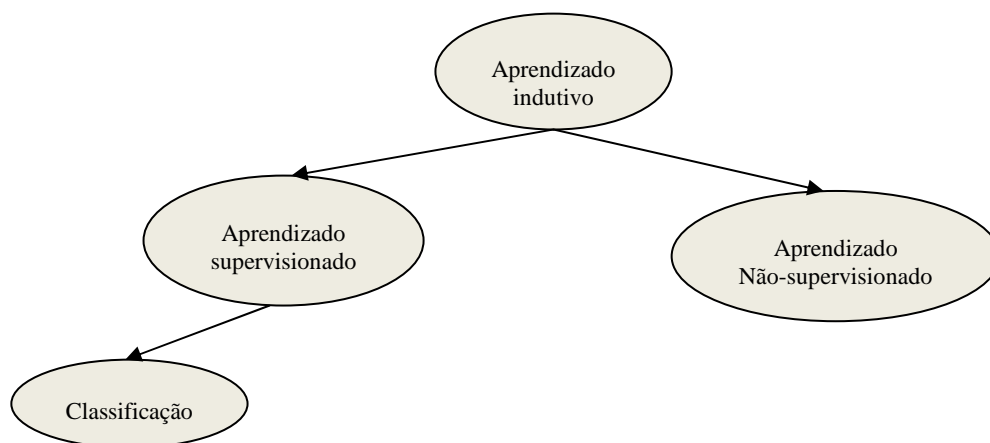 Aprendizado
indutivo
Aprendizado
supervisionado
Aprendizado
Não-supervisionado
Classificação